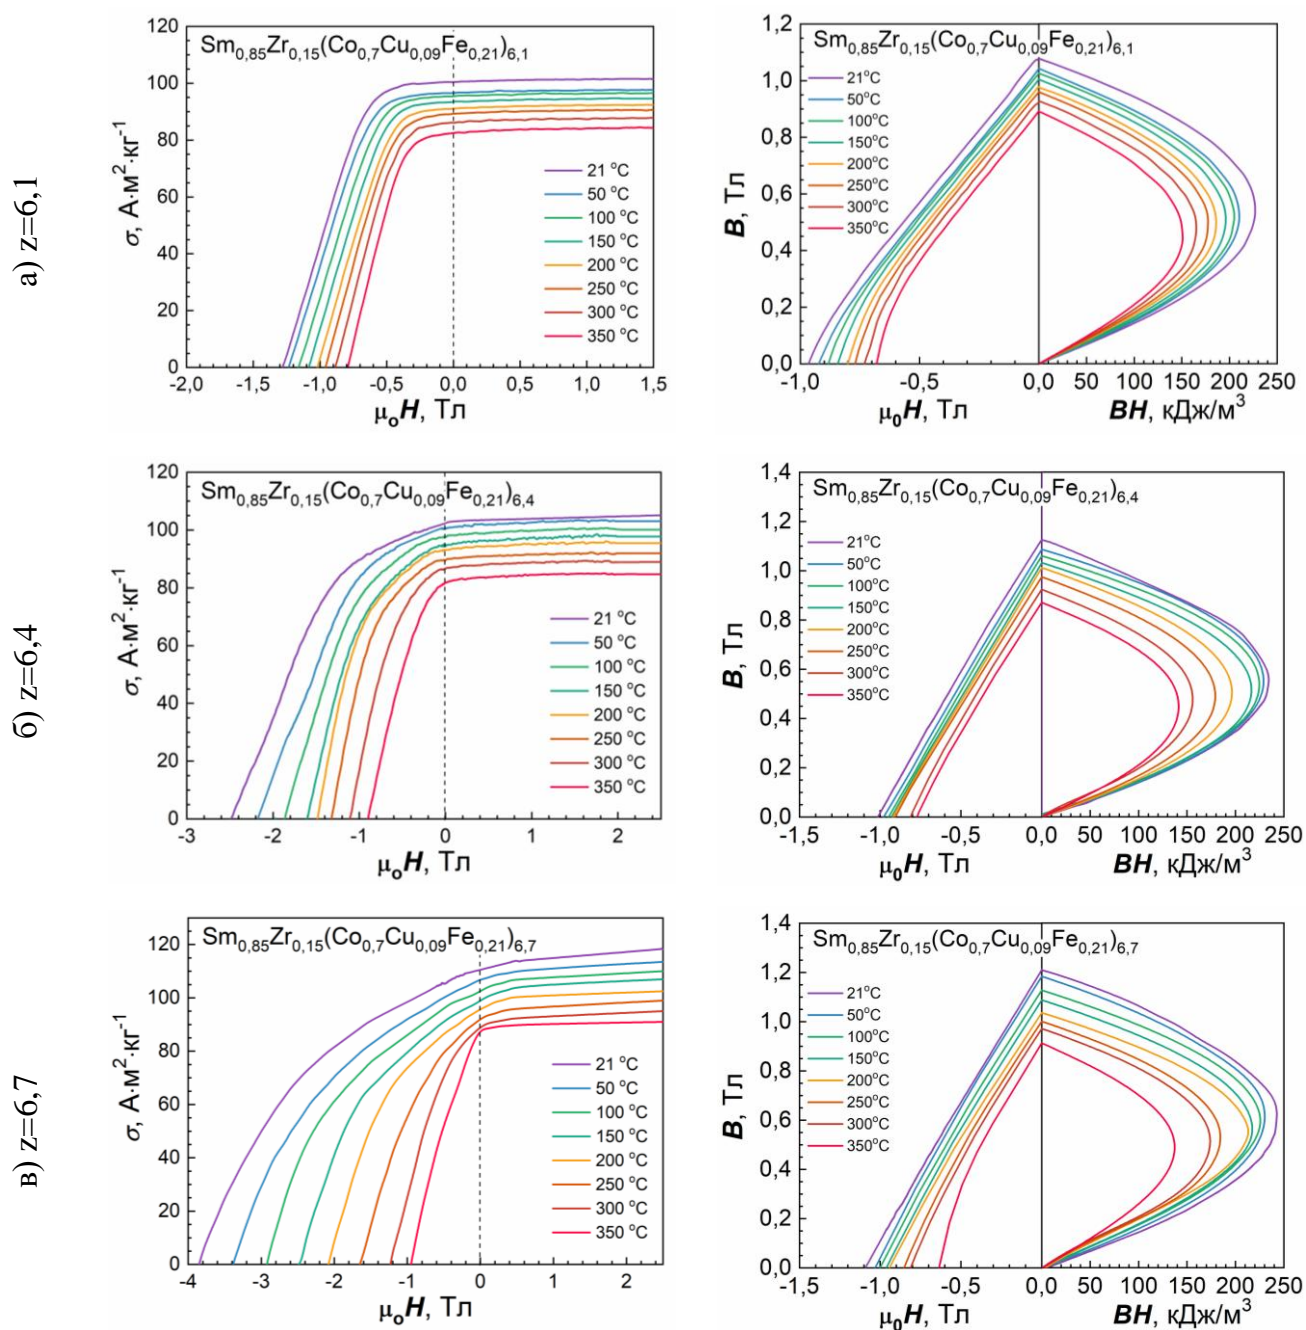 а) z=6,1
Sm0,85Zr0,15(Co0,7Cu0,09Fe0,21)6,1
σ, А·м2·кг-1
120
100
80
60
40
20
0
21 °C
50 °C
100 °C
150 °C
200 °C
250 °C
300 °C
350 °C
-2,0 -1,5 -1,0 -0,5 0,0 0,5 1,0 1,5
μoH, Тл
Sm0,85Zr0,15(Co0,7Cu0,09Fe0,21)6,1
B, Тл
1,2
1,0
0,8
0,6
0,4
0,2
0,0
21°C
50°C
100°C
150°C
200°C
250°C
300°C
350°C
-1,0 -0,5 0,0 50 100 150 200 250
μ0H, Тл BH, кДж/м3
б) z=6,4
Sm0,85Zr0,15(Co0,7Cu0,09Fe0,21)6,4
σ, А·м2·кг-1
120
100
80
60
40
20
0
21 °C
50 °C
100 °C
150 °C
200 °C
250 °C
300 °C
350 °C
-3 -2 -1 0 1 2
μoH, Тл
Sm0,85Zr0,15(Co0,7Cu0,09Fe0,21)6,4
B, Тл
1,4
1,2
1,0
0,8
0,6
0,4
0,2
0,0
21°C
50°C
100°C
150°C
200°C
250°C
300°C
350°C
-1,5 -1,0 -0,5 0,0 50 100 150 200 250
μ0H, Тл BH, кДж/м3
в) z=6,7
Sm0,85Zr0,15(Co0,7Cu0,09Fe0,21)6,7
σ, А·м2·кг-1
120
100
80
60
40
20
0
21 °C
50 °C
100 °C
150 °C
200 °C
250 °C
300 °C
350 °C
-4 -3 -2 -1 0 1 2
μoH, Тл
Sm0,85Zr0,15(Co0,7Cu0,09Fe0,21)6,7
B, Тл
1,4
1,2
1,0
0,8
0,6
0,4
0,2
0,0
21°C
50°C
100°C
150°C
200°C
250°C
300°C
350°C
-1,5 -1,0 -0,5 0,0 50 100 150 200 250
μ0H, Тл BH, кДж/м3